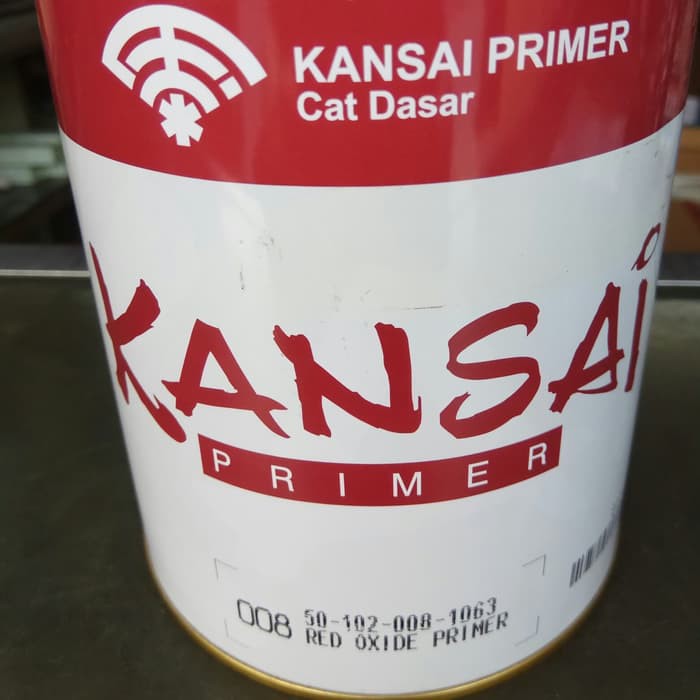 KANSAI PRIMER
Cat Dasar
KANSAi
PRIMER
008 50-102-008-1063
RED OXIDE PRIMER